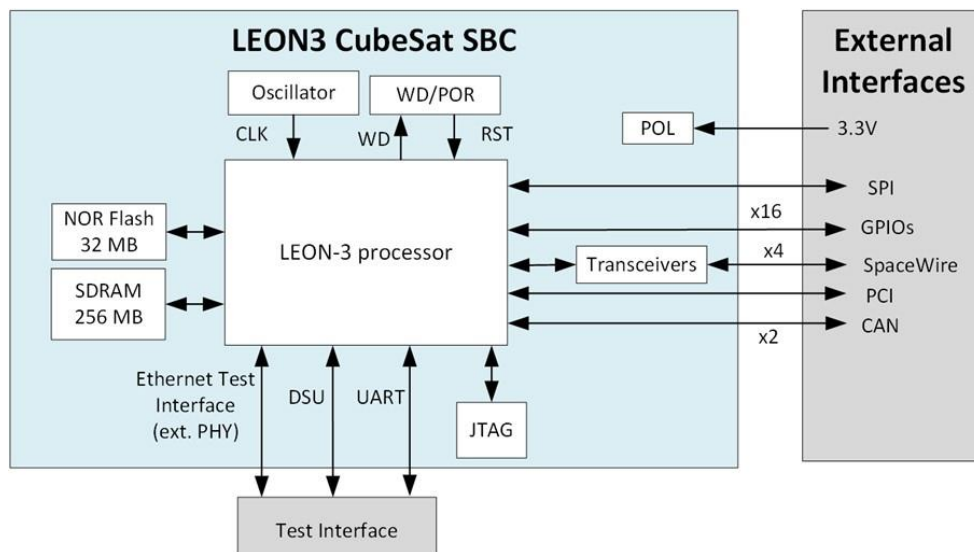 LEON3 CubeSat SBC
External
Interfaces
Oscillator
WD/POR
CLK
WD
RST
POL
3.3V
NOR Flash
32 MB
SDRAM
256 MB
LEON-3 processor
SPI
x16
GPIOs
Transceivers
x4
SpaceWire
PCI
CAN
x2
Ethernet Test
Interface
(ext. PHY)
DSU
UART
JTAG
Test Interface